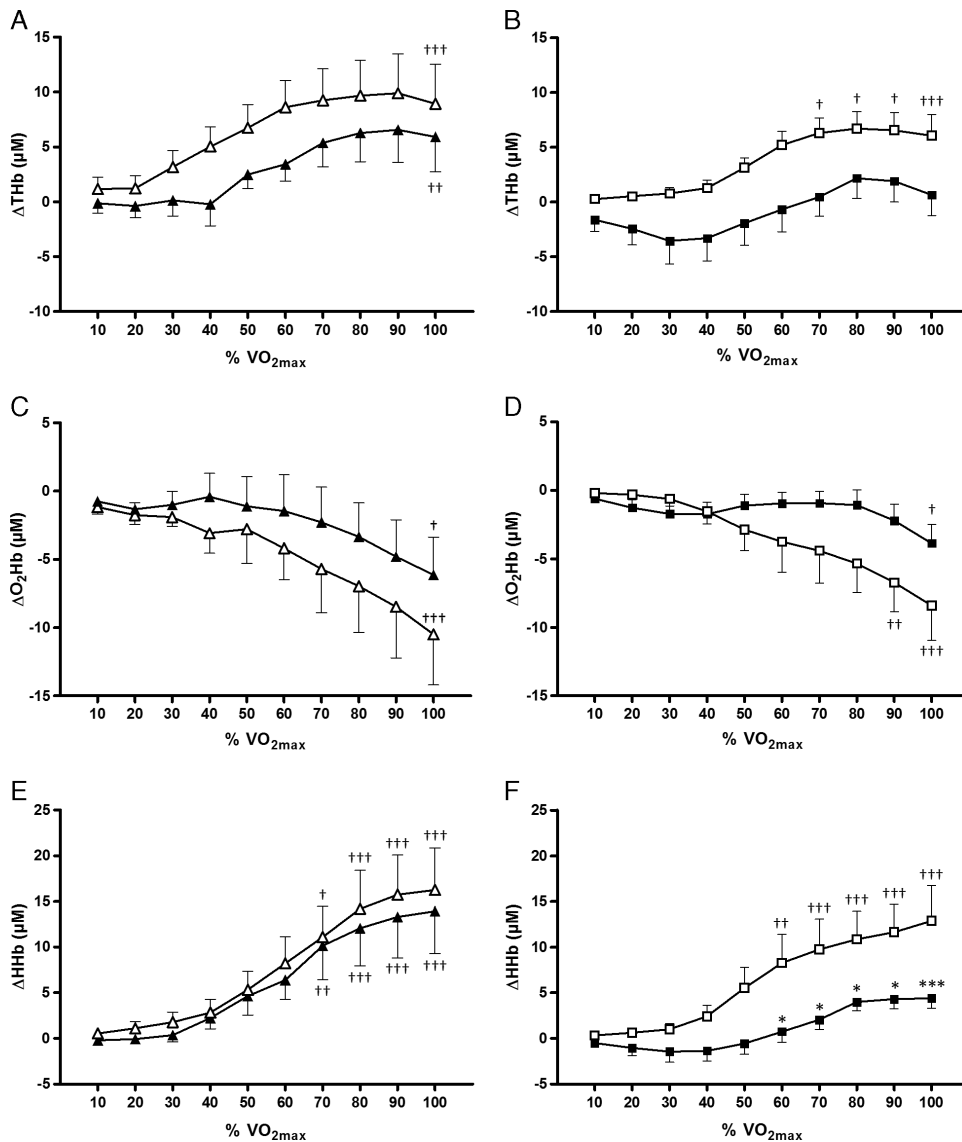 A
ΔTHb (µM)
15
10
5
0
-5
-10
†††
††
10 20 30 40 50 60 70 80 90 100
% VO2max
B
ΔTHb (µM)
15
10
5
0
-5
-10
† † † †††
10 20 30 40 50 60 70 80 90 100
% VO2max
C
ΔO2Hb (µM)
5
0
-5
-10
-15
†
†††
10 20 30 40 50 60 70 80 90 100
% VO2max
D
ΔO2Hb (µM)
5
0
-5
-10
-15
†
††
†††
10 20 30 40 50 60 70 80 90 100
% VO2max
E
ΔHHb (µM)
25
20
15
10
5
0
-5
† ††† ††† †††
†† ††† ††† †††
10 20 30 40 50 60 70 80 90 100
% VO2max
F
ΔHHb (µM)
25
20
15
10
5
0
-5
†† ††† ††† ††† †††
* * * * ***
10 20 30 40 50 60 70 80 90 100
% VO2max